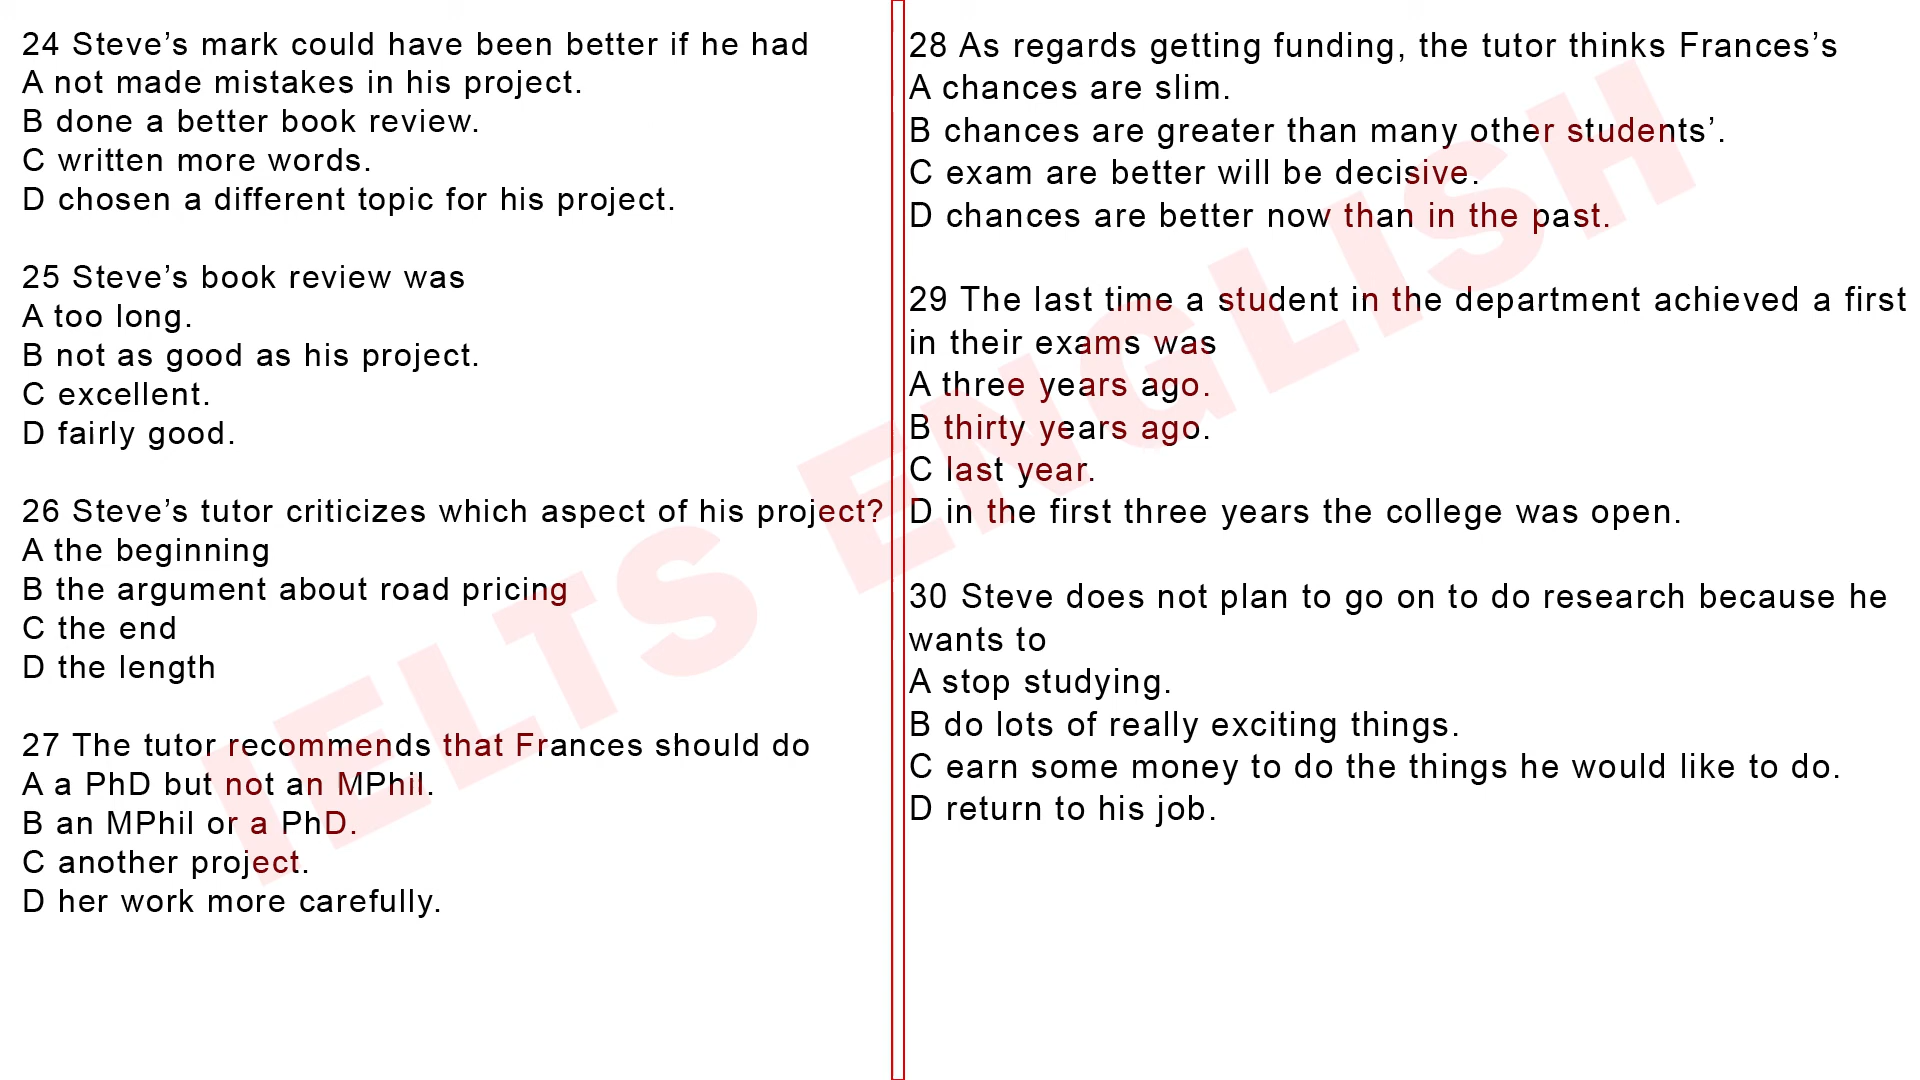 24 Steve’s mark could have been better if he had
A not made mistakes in his project.
B done a better book review.
C written more words.
D chosen a different topic for his project.
25 Steve’s book review was
A too long.
B not as good as his project.
C excellent.
D fairly good.
26 Steve’s tutor criticizes which aspect of his project?
A the beginning
B the argument about road pricing
C the end
D the length
27 The tutor recommends that Frances should do
A a PhD but not an MPhil.
B an MPhil or a PhD.
C another project.
D her work more carefully.
28 As regards getting funding, the tutor thinks Frances’s
A chances are slim.
B chances are greater than many other students’.
C exam are better will be decisive.
D chances are better now than in the past.
29 The last time a student in the department achieved a first
in their exams was
A three years ago.
B thirty years ago.
C last year.
D in the first three years the college was open.
30 Steve does not plan to go on to do research because he
wants to
A stop studying.
B do lots of really exciting things.
C earn some money to do the things he would like to do.
D return to his job.
IELTS ENGLISH